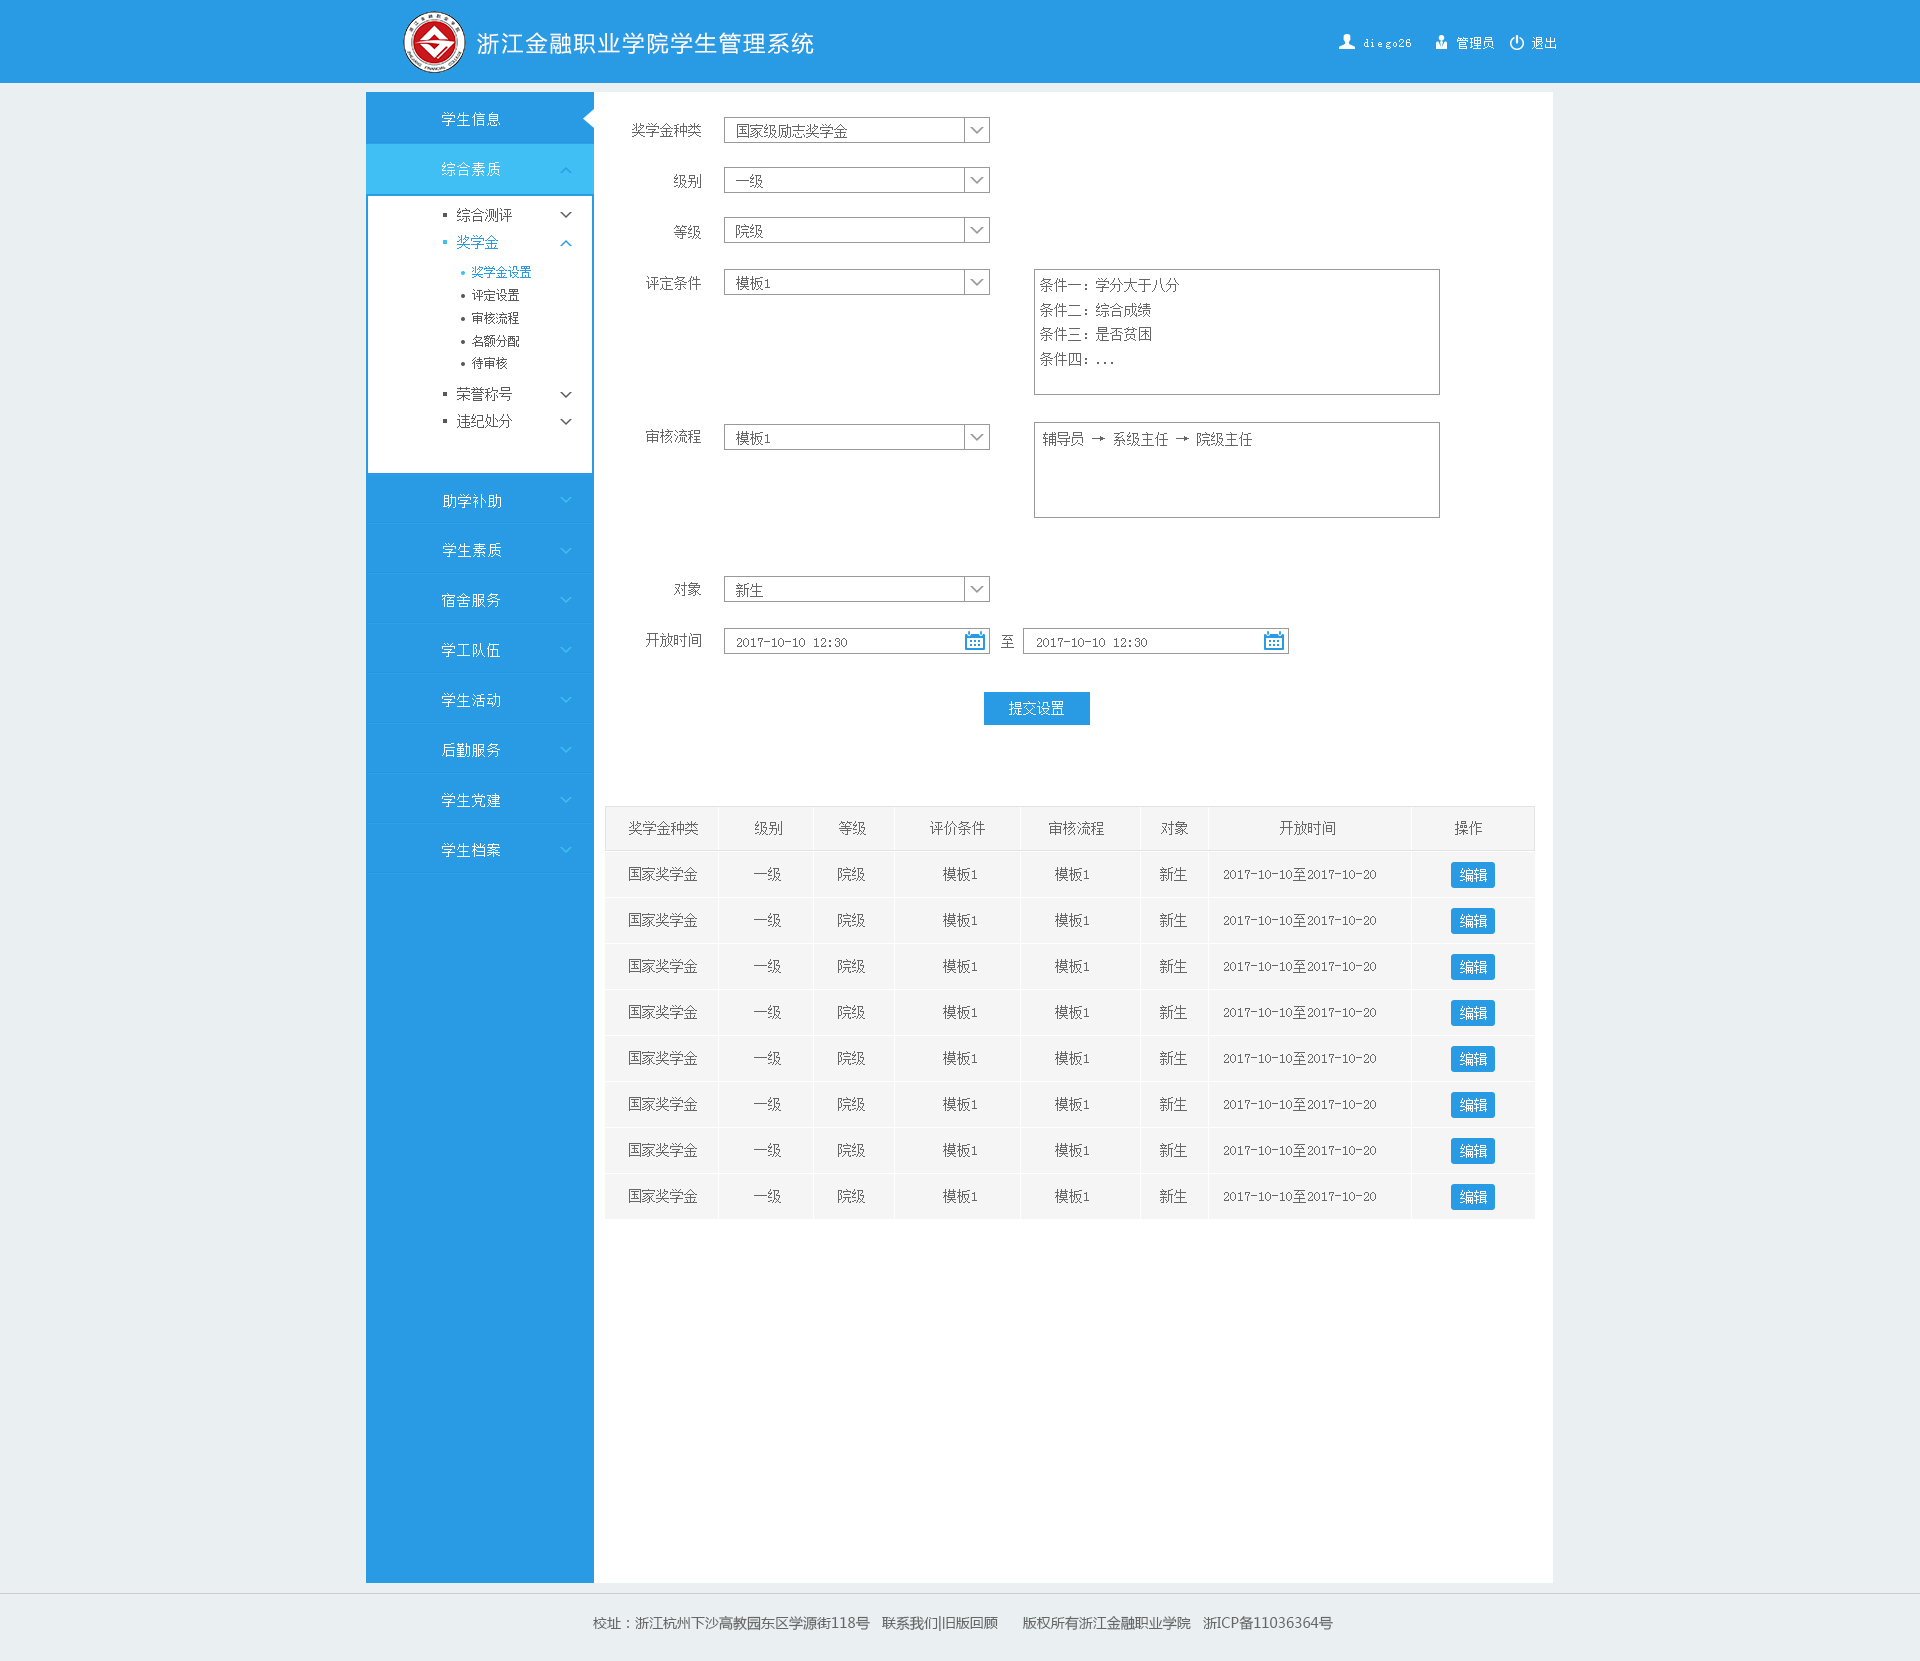 浙江金融职业学院学生管理系统
diego26 管理员 退出
学生信息
综合素质
综合测评
奖学金
奖学金设置
评定设置
审核流程
名额分配
待审核
荣誉称号
违纪处分
助学补助
学生素质
宿舍服务
学工队伍
学生活动
后勤服务
学生党建
学生档案
奖学金种类 国家级励志奖学金
级别 一级
等级 院级
评定条件 模板1
条件一：学分大于八分
条件二：综合成绩
条件三：是否贫困
条件四：...
审核流程 模板1
辅导员 → 系级主任 → 院级主任
对象 新生
开放时间 2017-10-10 12:30 至 2017-10-10 12:30
提交设置
奖学金种类 级别 等级 评价条件 审核流程 对象 开放时间 操作
国家奖学金 一级 院级 模板1 模板1 新生 2017-10-10至2017-10-20 编辑
国家奖学金 一级 院级 模板1 模板1 新生 2017-10-10至2017-10-20 编辑
国家奖学金 一级 院级 模板1 模板1 新生 2017-10-10至2017-10-20 编辑
国家奖学金 一级 院级 模板1 模板1 新生 2017-10-10至2017-10-20 编辑
国家奖学金 一级 院级 模板1 模板1 新生 2017-10-10至2017-10-20 编辑
国家奖学金 一级 院级 模板1 模板1 新生 2017-10-10至2017-10-20 编辑
国家奖学金 一级 院级 模板1 模板1 新生 2017-10-10至2017-10-20 编辑
国家奖学金 一级 院级 模板1 模板1 新生 2017-10-10至2017-10-20 编辑
校址：浙江杭州下沙高教园东区学源街118号 联系我们|旧版回顾 版权所有浙江金融职业学院 浙ICP备11036364号